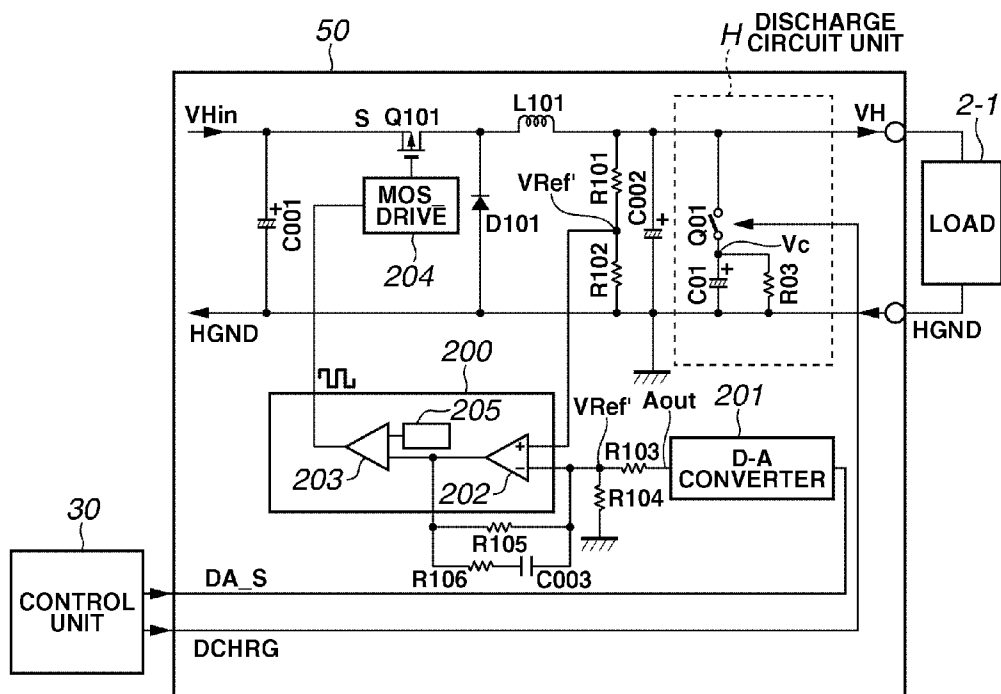 50
H
DISCHARGE
CIRCUIT UNIT
VHin
S
Q101
L101
VH
2-1
MOS_
DRIVE
204
C001
D101
VRef'
R101
R102
C002
Q01
Vc
C01
R03
LOAD
HGND
HGND
200
205
203
202
VRef'
Aout
201
R103
D-A
CONVERTER
R104
+
−
R105
R106
C003
30
CONTROL
UNIT
DA_S
DCHRG
+
+
+